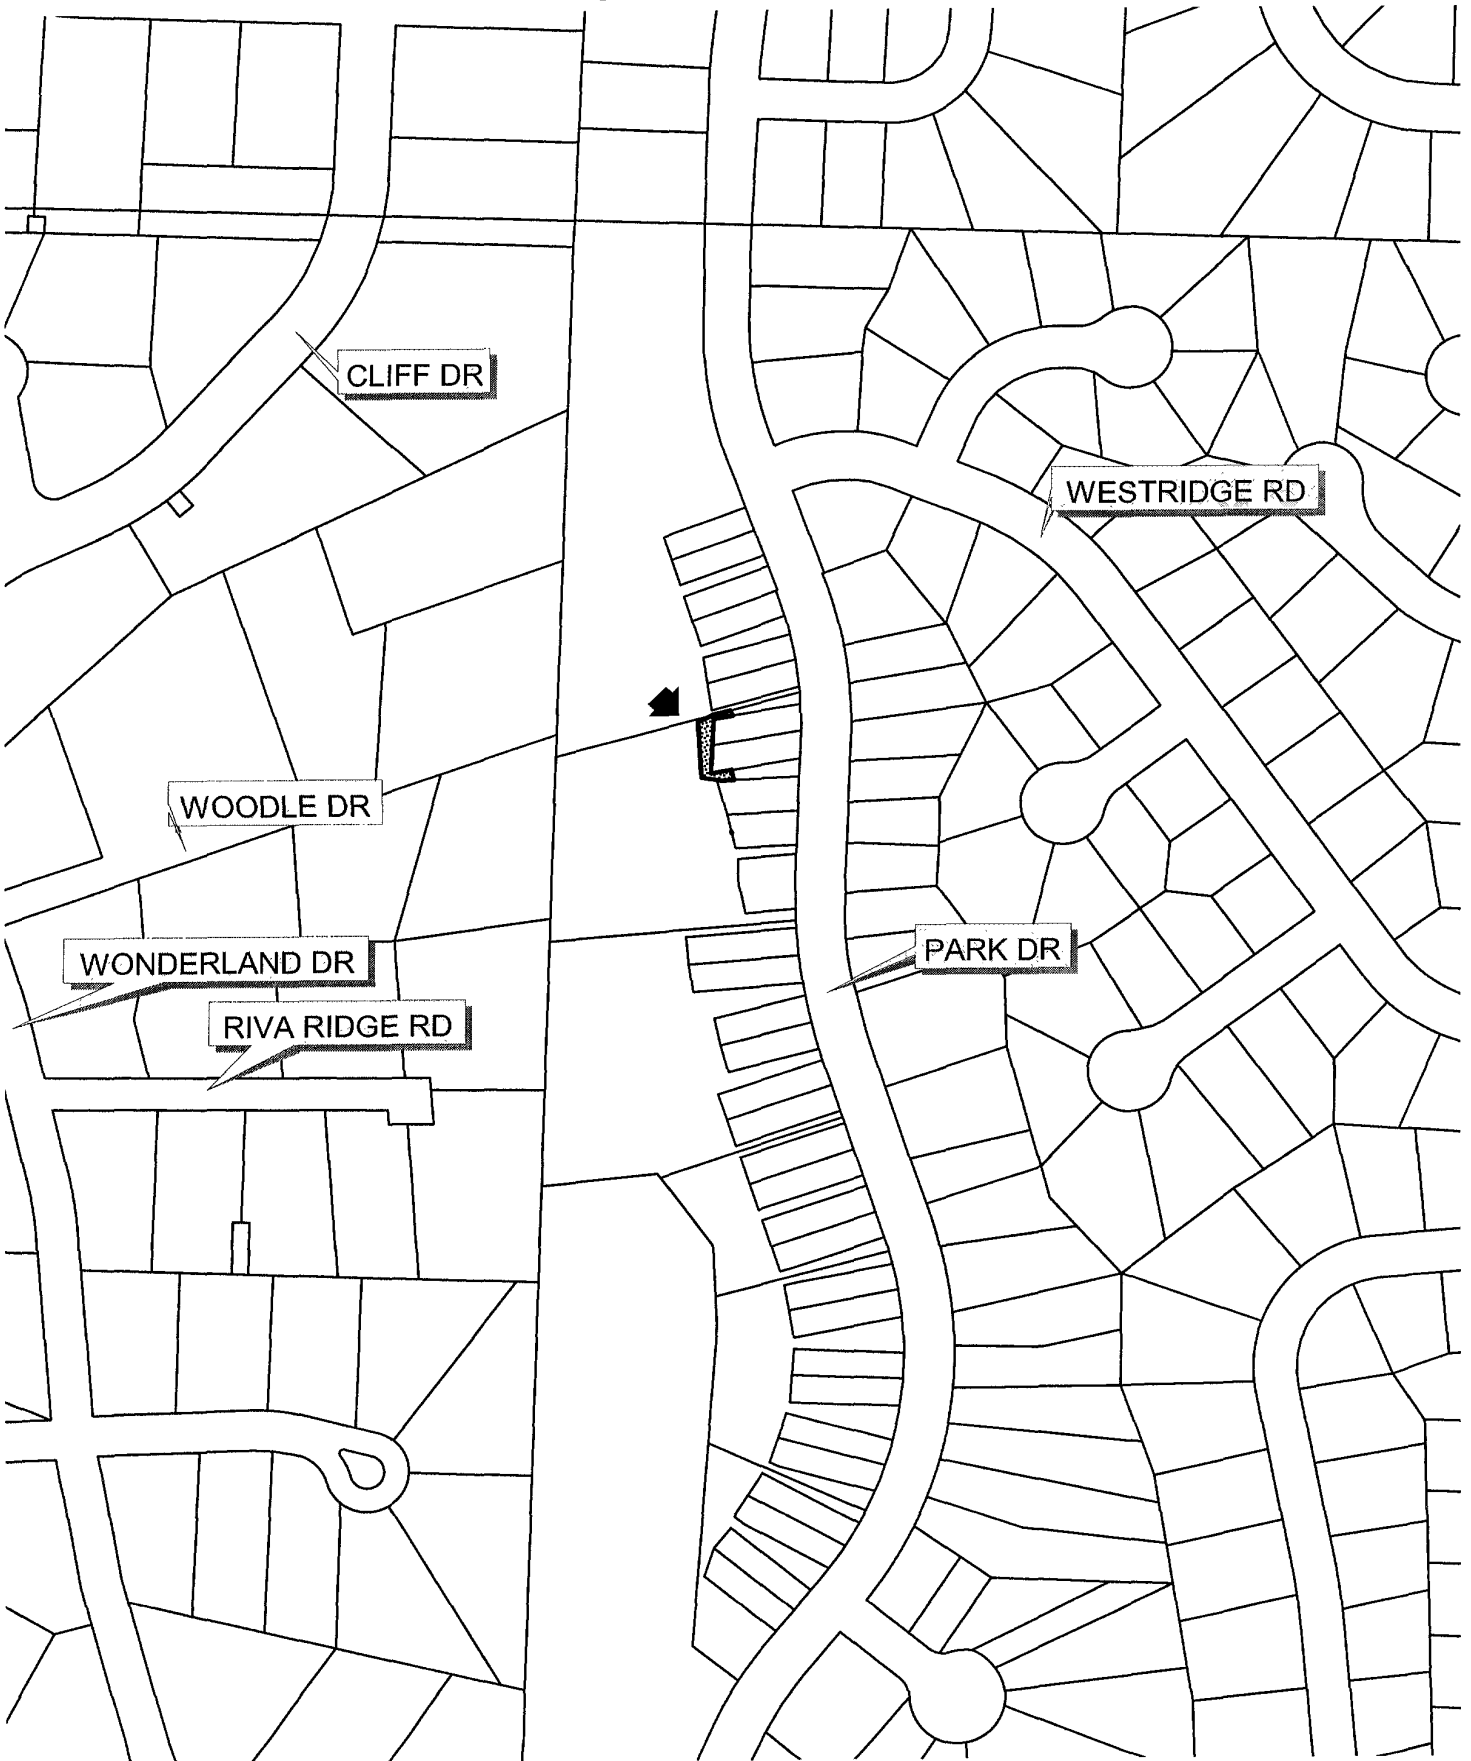 CLIFF DR
WESTRIDGE RD
WOODLE DR
PARK DR
WONDERLAND DR
RIVA RIDGE RD